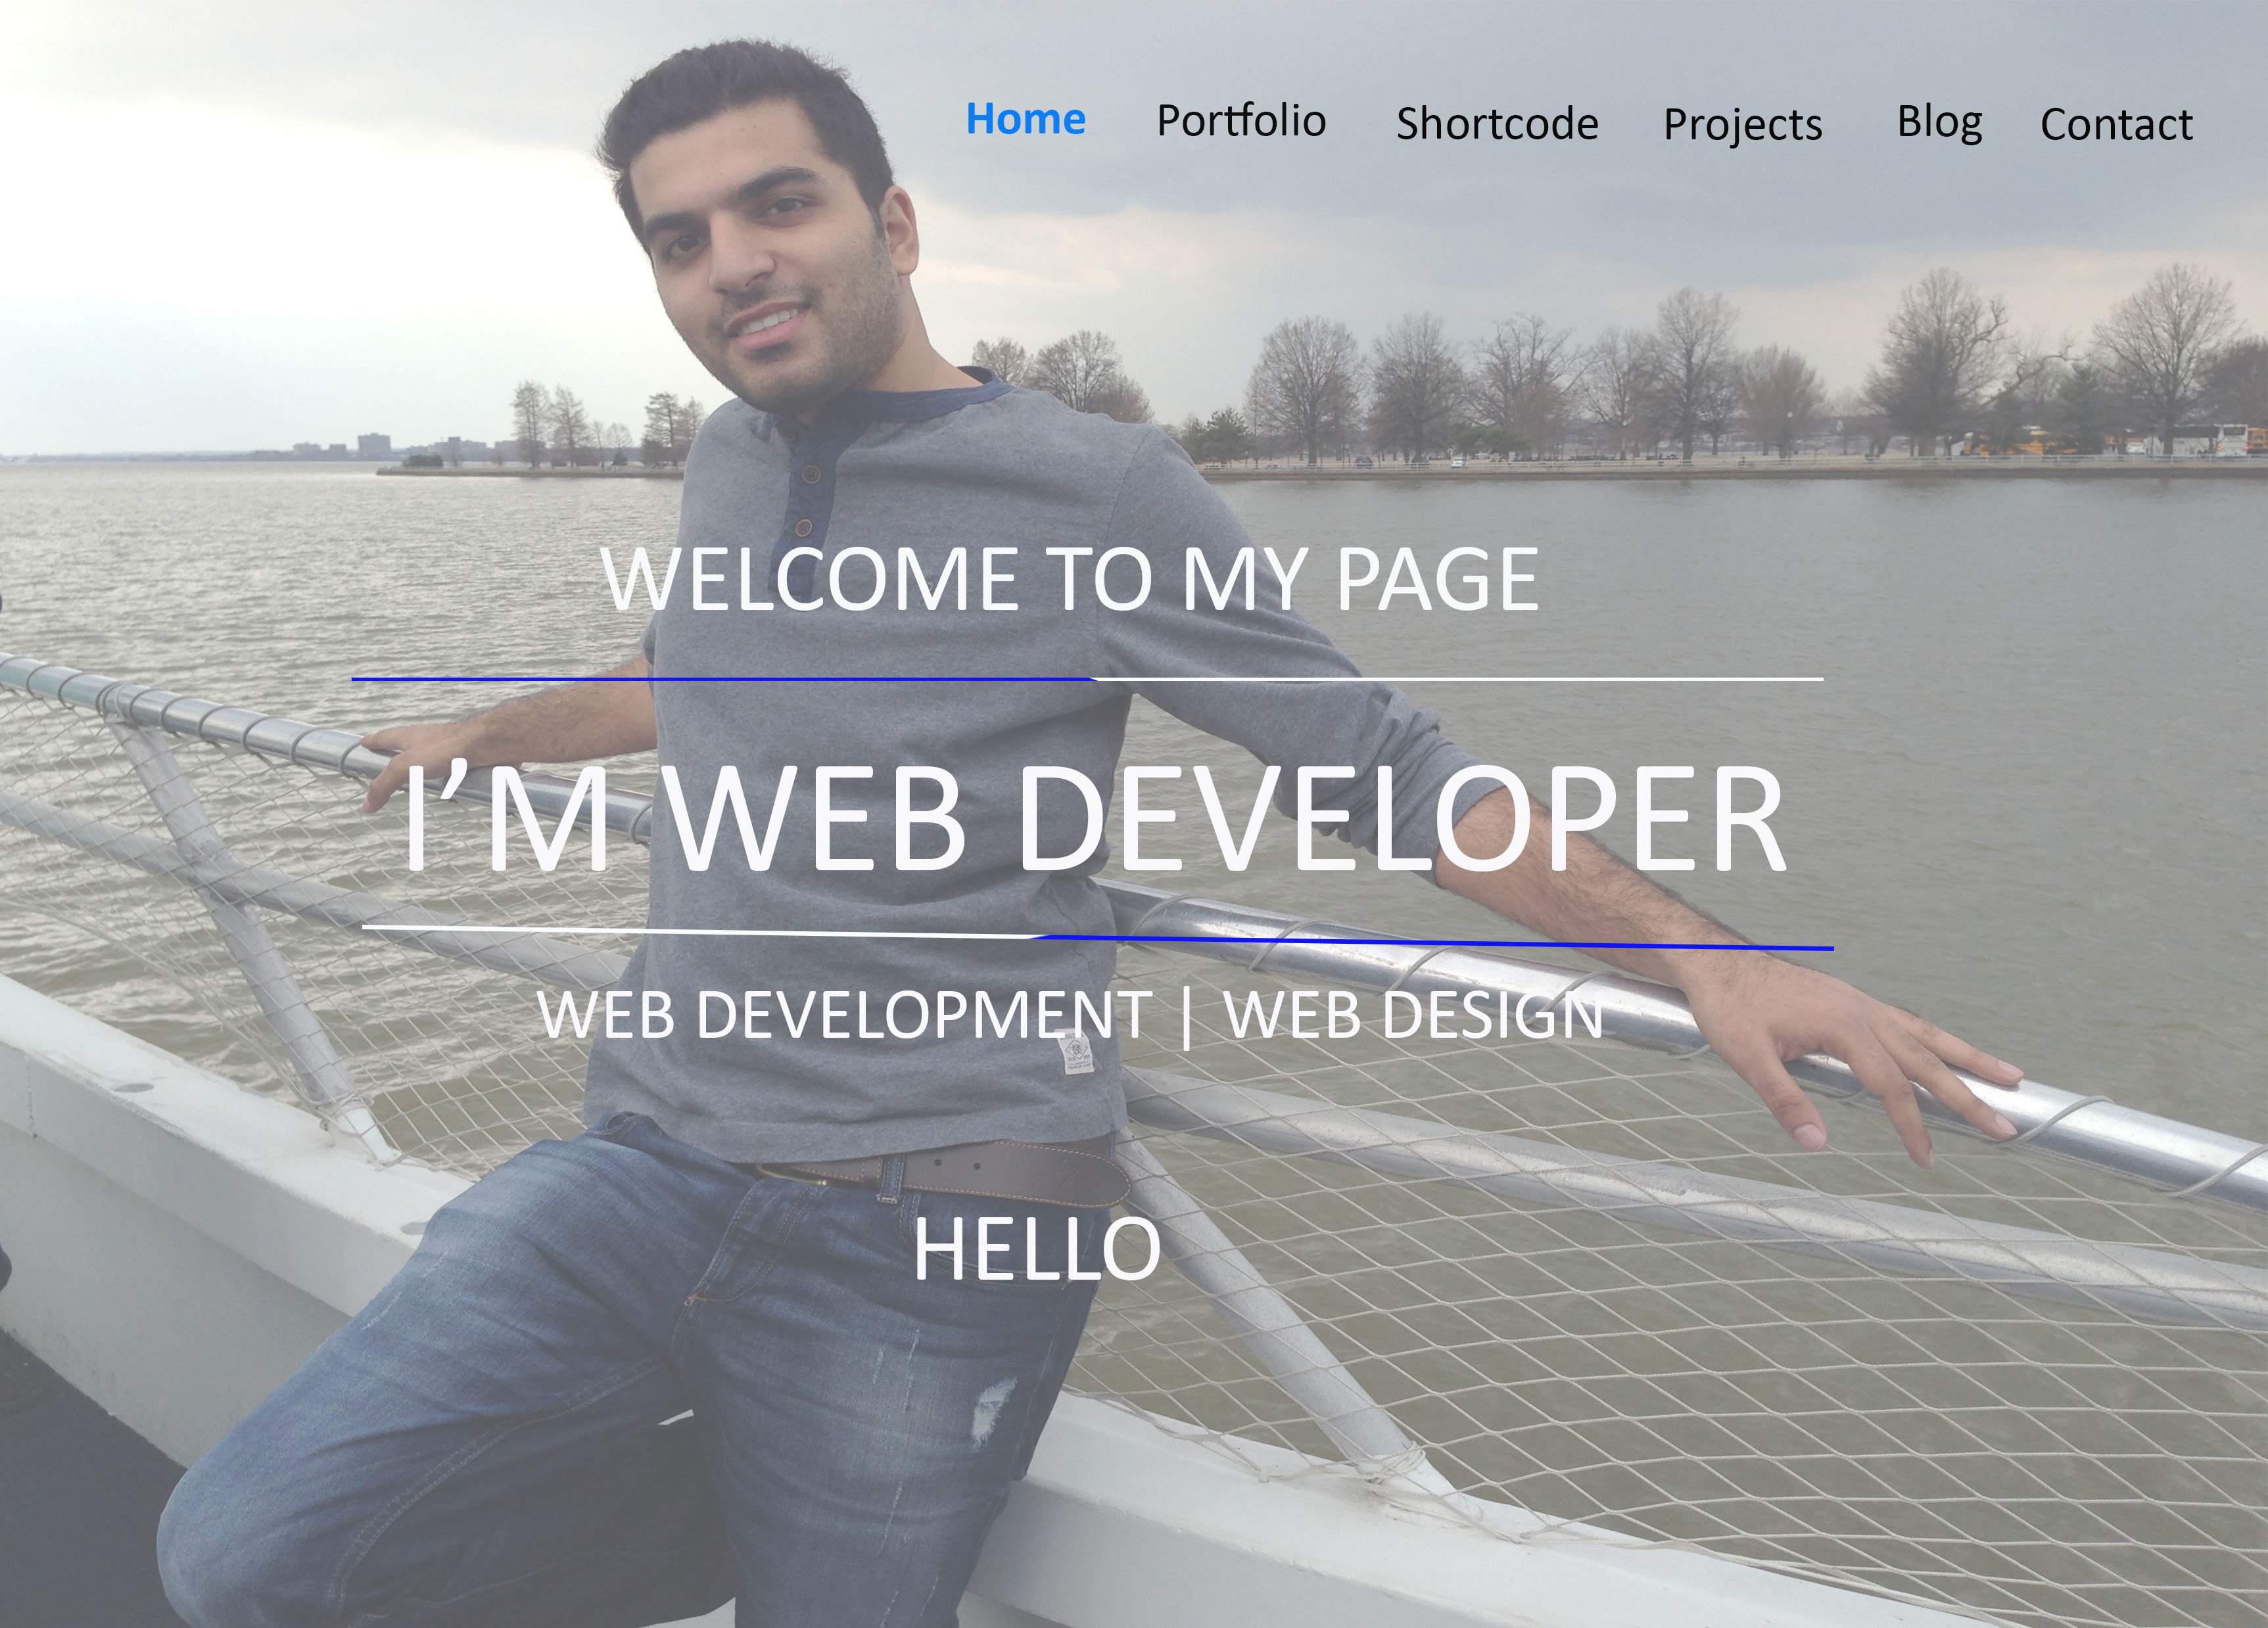 Home Portfolio Shortcode Projects Blog Contact
WELCOME TO MY PAGE
I’M WEB DEVELOPER
WEB DEVELOPMENT | WEB DESIGN
HELLO